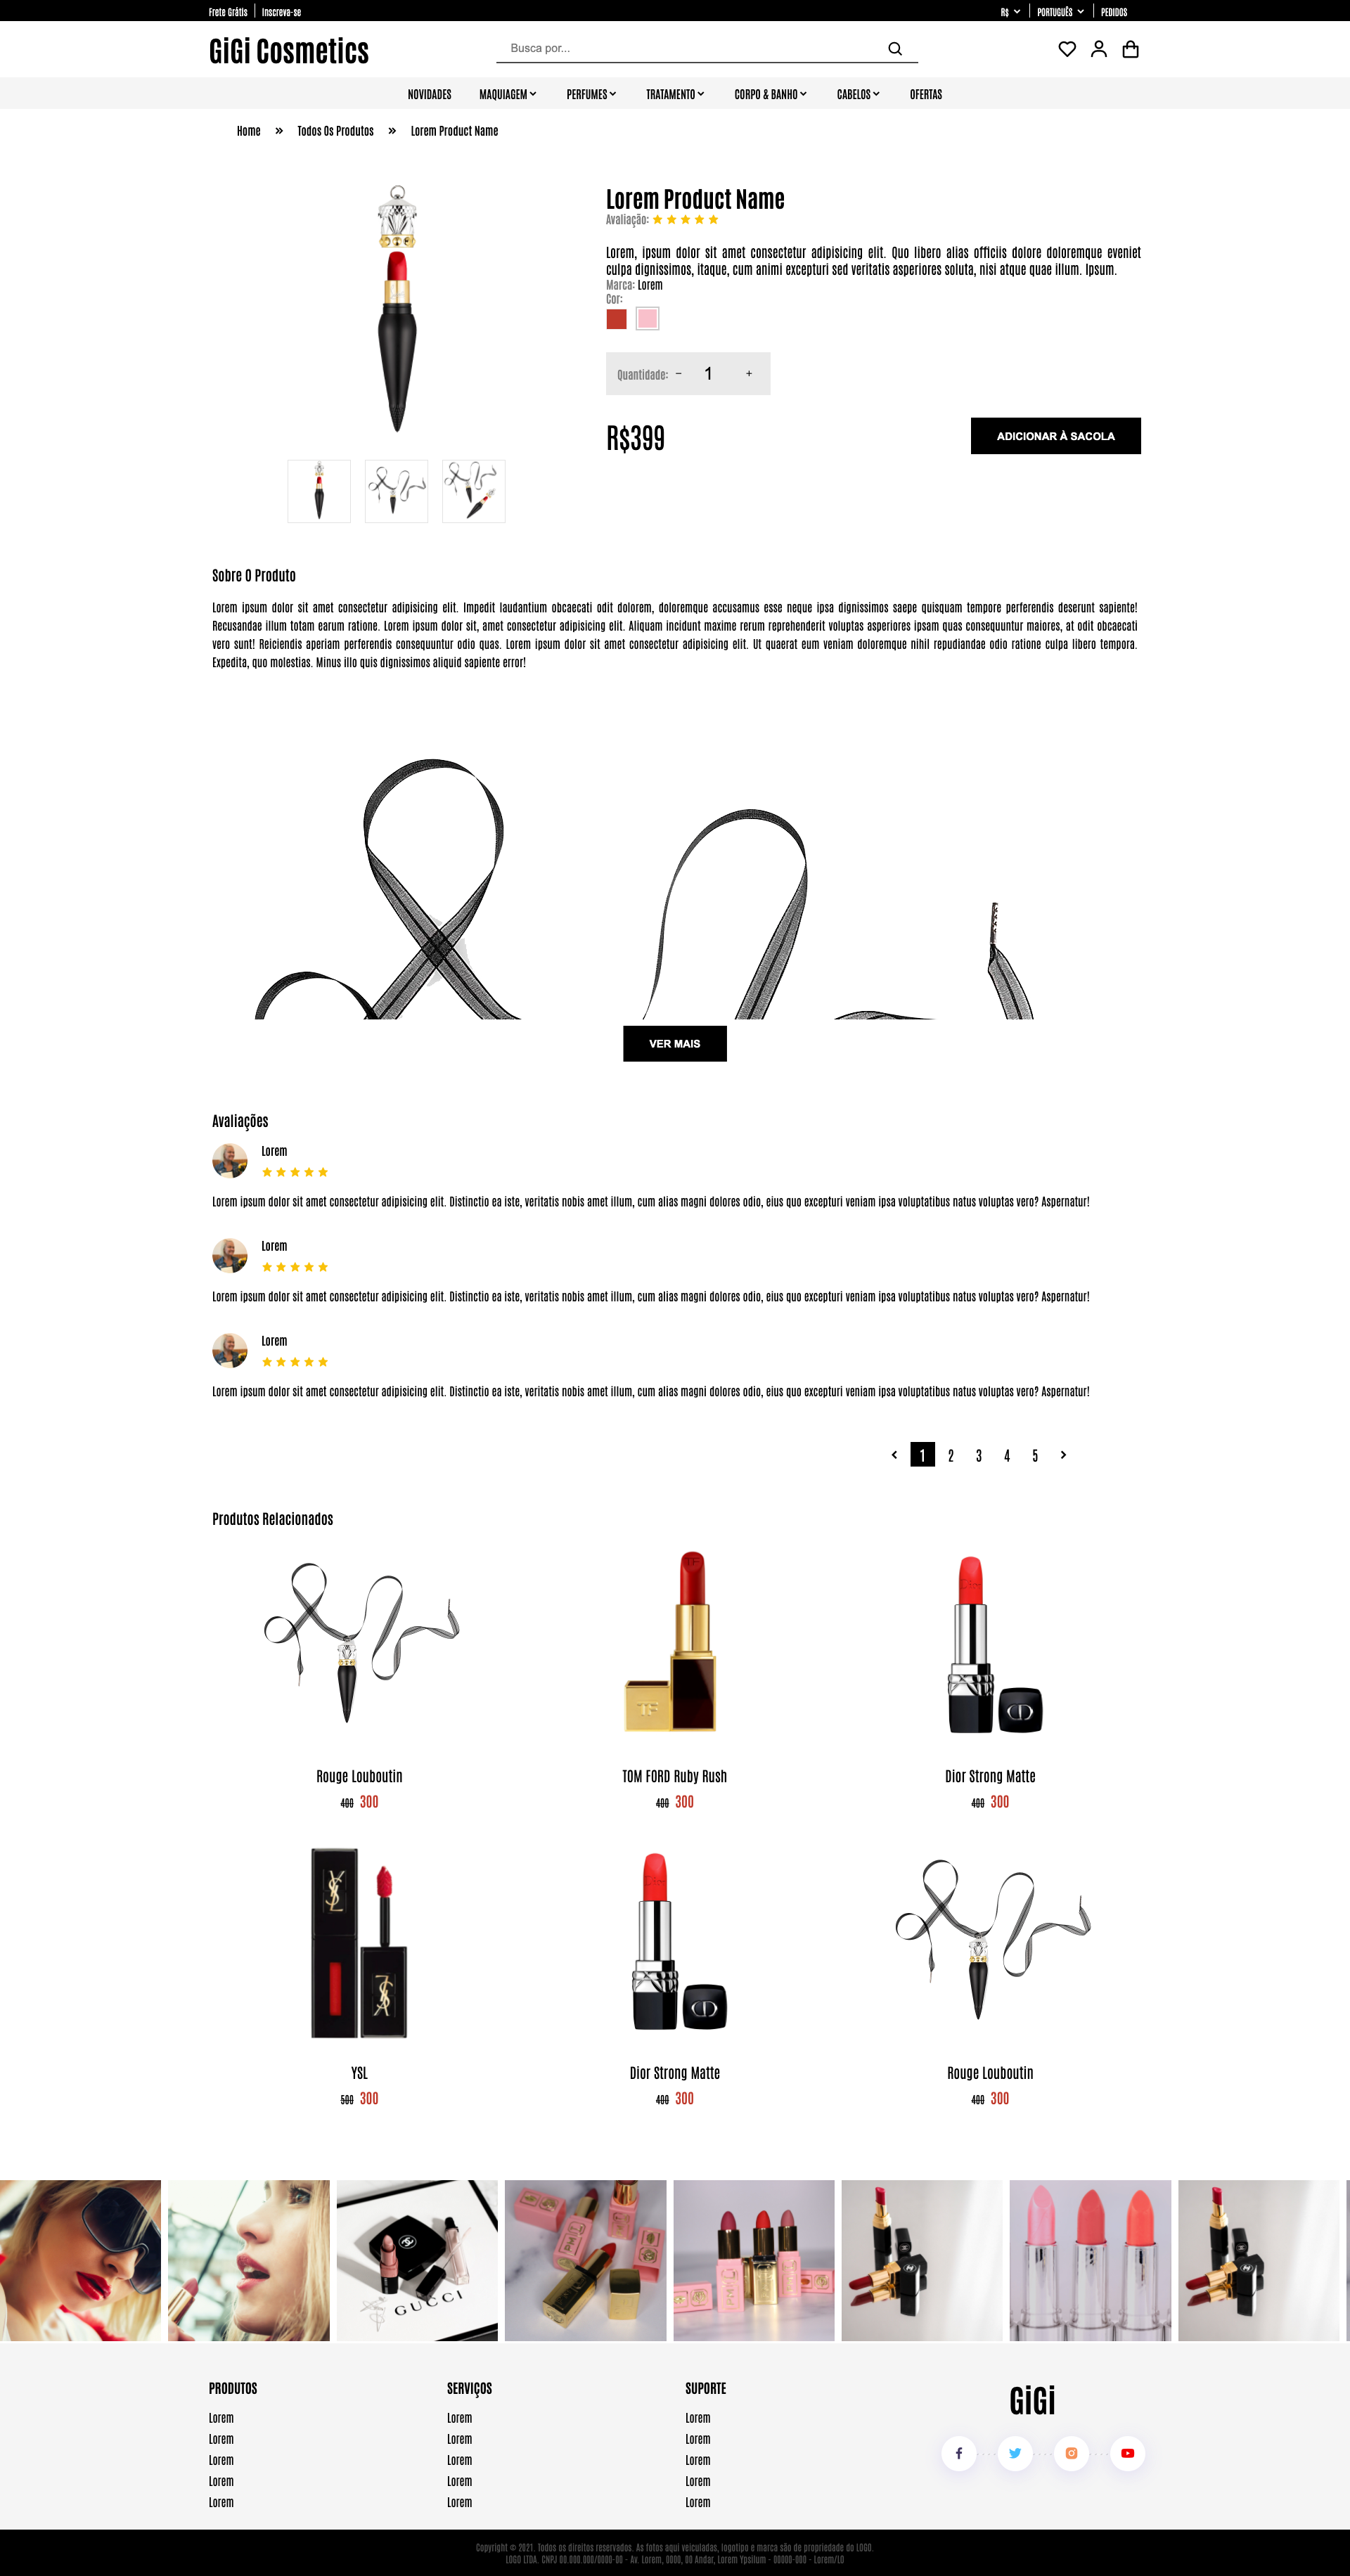 Frete Grátis Inscreva-se R$ PORTUGUÊS PEDIDOS
GiGi Cosmetics
Busca por...
NOVIDADES MAQUIAGEM PERFUMES TRATAMENTO CORPO & BANHO CABELOS OFERTAS
Home » Todos Os Produtos » Lorem Product Name
Lorem Product Name
Avaliação:
Lorem, ipsum dolor sit amet consectetur adipisicing elit. Quo libero alias officiis dolore doloremque eveniet
culpa dignissimos, itaque, cum animi excepturi sed veritatis asperiores soluta, nisi atque quae illum. Ipsum.
Marca: Lorem
Cor:
Quantidade: − 1 +
R$399
ADICIONAR À SACOLA
Sobre O Produto
Lorem ipsum dolor sit amet consectetur adipisicing elit. Impedit laudantium obcaecati odit dolorem, doloremque accusamus esse neque ipsa dignissimos saepe quisquam tempore perferendis deserunt sapiente!
Recusandae illum totam earum ratione. Lorem ipsum dolor sit, amet consectetur adipisicing elit. Aliquam incidunt maxime rerum reprehenderit voluptas asperiores ipsam quas consequuntur maiores, at odit obcaecati
vero sunt! Reiciendis aperiam perferendis consequuntur odio quas. Lorem ipsum dolor sit amet consectetur adipisicing elit. Ut quaerat eum veniam doloremque nihil repudiandae odio ratione culpa libero tempora.
Expedita, quo molestias. Minus illo quis dignissimos aliquid sapiente error!
VER MAIS
Avaliações
Lorem
Lorem ipsum dolor sit amet consectetur adipisicing elit. Distinctio ea iste, veritatis nobis amet illum, cum alias magni dolores odio, eius quo excepturi veniam ipsa voluptatibus natus voluptas vero? Aspernatur!
Lorem
Lorem ipsum dolor sit amet consectetur adipisicing elit. Distinctio ea iste, veritatis nobis amet illum, cum alias magni dolores odio, eius quo excepturi veniam ipsa voluptatibus natus voluptas vero? Aspernatur!
Lorem
Lorem ipsum dolor sit amet consectetur adipisicing elit. Distinctio ea iste, veritatis nobis amet illum, cum alias magni dolores odio, eius quo excepturi veniam ipsa voluptatibus natus voluptas vero? Aspernatur!
1 2 3 4 5
Produtos Relacionados
TF
Rouge Louboutin
400 300
TOM FORD Ruby Rush
400 300
Dior Strong Matte
400 300
YSL
YSL
YSL
500 300
Dior Strong Matte
400 300
Rouge Louboutin
400 300
GUCCI
PRODUTOS
Lorem
Lorem
Lorem
Lorem
Lorem
SERVIÇOS
Lorem
Lorem
Lorem
Lorem
Lorem
SUPORTE
Lorem
Lorem
Lorem
Lorem
Lorem
GiGi
Copyright © 2021. Todos os direitos reservados. As fotos aqui veiculadas, logotipo e marca são de propriedade do LOGO.
LOGO LTDA. CNPJ 00.000.000/0000-00 - Av. Lorem, 0000, 00 Andar, Lorem Ypsilum - 00000-000 - Lorem/LO